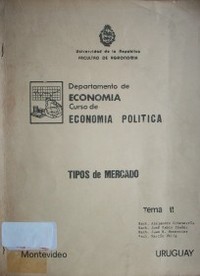 Universidad de la República
FACULTAD DE AGRONOMIA
Departamento de
ECONOMIA
Curso de
ECONOMIA POLITICA
TIPOS de MERCADO
Tema
Montevideo
URUGUAY